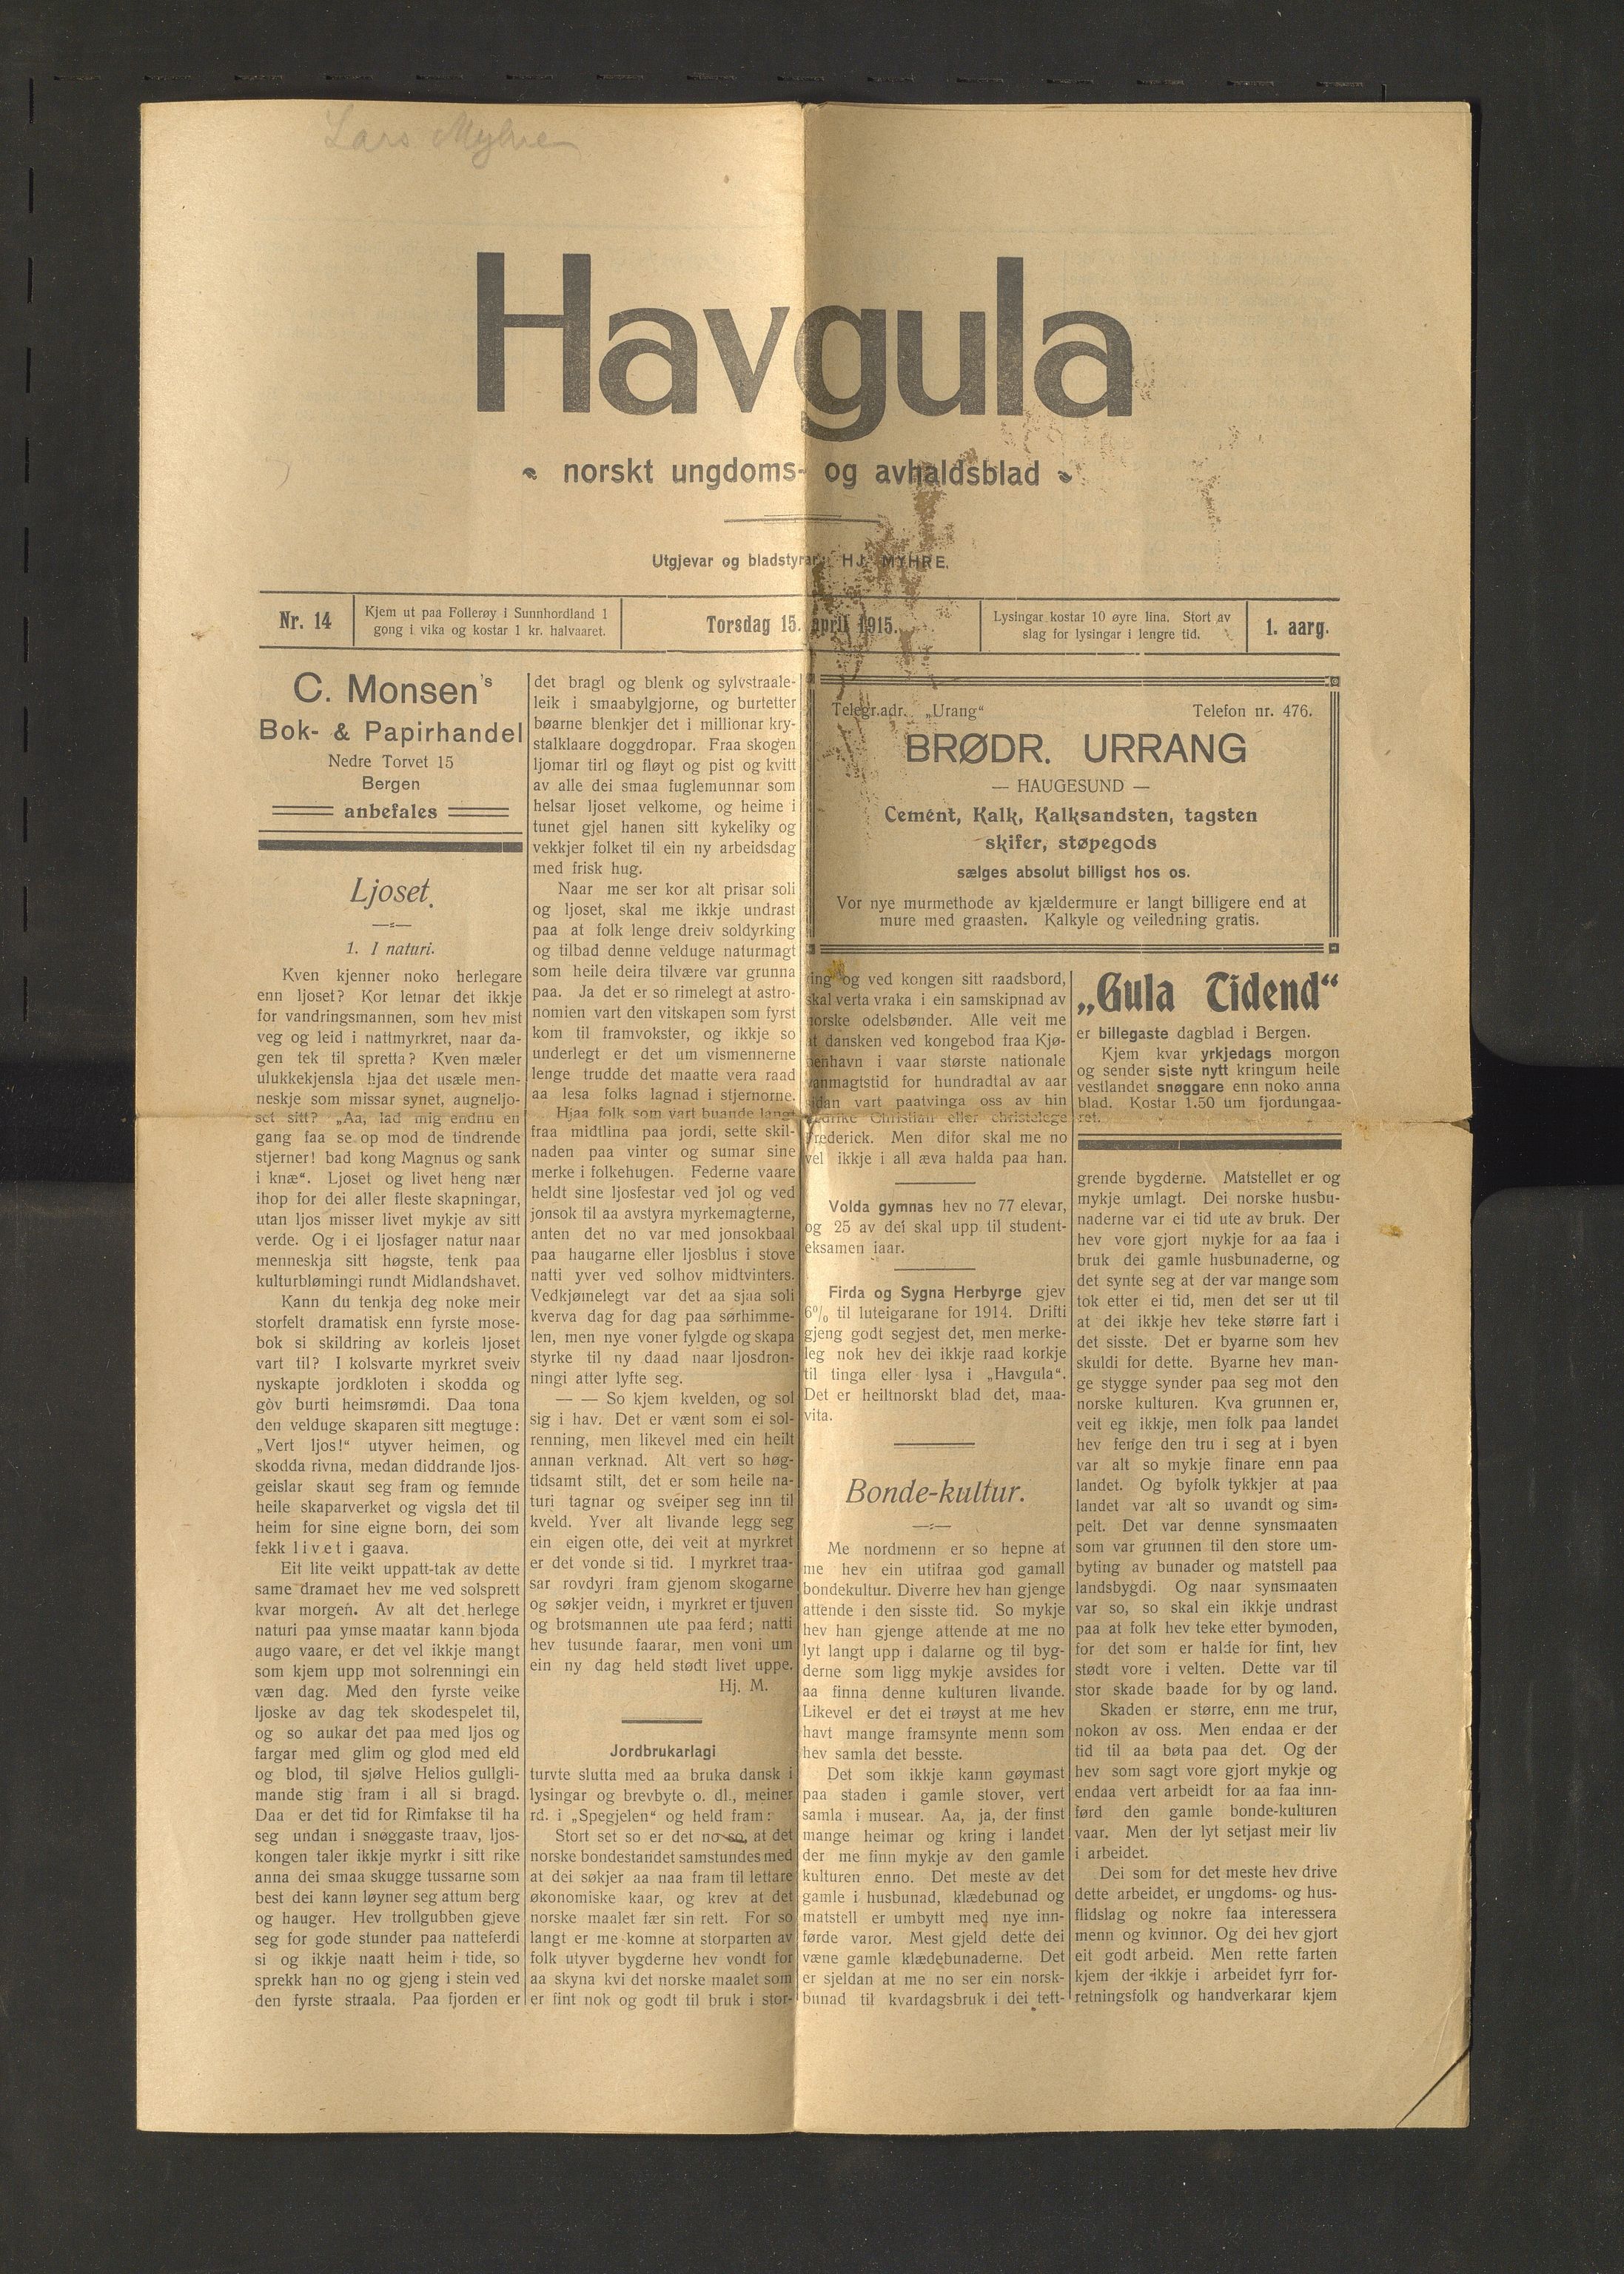 Lars Myhre
Havgula
norskt ungdoms- og avhaldsblad
Utgjevar og bladstyrar: HJ. MYHRE.
Nr. 14
Kjem ut paa Follerøy i Sunnhordland 1
gong i vika og kostar 1 kr. halvaaret.
Torsdag 15. april 1915.
Lysingar kostar 10 øyre lina. Stort av
slag for lysingar i lengre tid.
1. aarg.
C. Monsen's
Bok- & Papirhandel
Nedre Torvet 15
Bergen
anbefales
Ljoset.
1. I naturi.
Kven kjenner noko herlegare
enn ljoset? Kor leinar det ikkje
for vandringsmannen, som hev mist
veg og leid i nattmyrkret, naar da-
gen tek til spretta? Kven mæler
ulukkekjensla hjaa det usæle men-
neskje som missar synet, augneljo-
set sitt? „Aa, lad mig endnu en
gang faa se op mod de tindrende
stjerner! bad kong Magnus og sank
i knæ“. Ljoset og livet heng nær
ihop for dei aller fleste skapningar,
utan ljos misser livet mykje av sitt
verde. Og i ei ljosfager natur naar
menneskja sitt høgste, tenk paa
kulturblømingi rundt Midlandshavet.
Kann du tenkja deg noke meir
storfelt dramatisk enn fyrste mose-
bok si skildring av korleis ljoset
vart til? I kolsvarte myrkret sveiv
nyskapte jordkloten i skodda og
gòv burti heimsrømdi. Daa tona
den velduge skaparen sitt megtuge:
„Vert ljos!“ utyver heimen, og
skodda rivna, medan diddrande ljos-
geislar skaut seg fram og femnde
heile skaparverket og vigsla det til
heim for sine eigne born, dei som
fekk livet i gaava.
Eit lite veikt uppatt-tak av dette
same dramaet hev me ved solsprett
kvar morgen. Av alt det herlege
naturi paa ymse maatar kann bjoda
augo vaare, er det vel ikkje mangt
som kjem upp mot solrenningi ein
væn dag. Med den fyrste veike
ljoske av dag tek skodespelet til,
og so aukar det paa med ljos og
fargar med glim og glod med eld
og blod, til sjølve Helios gullgli-
mande stig fram i all si bragd.
Daa er det tid for Rimfakse til ha
seg undan i snøggaste traav, ljos-
kongen taler ikkje myrkr i sitt rike
anna dei smaa skugge tussarne som
best dei kann løyner seg attum berg
og hauger. Hev trollgubben gjeve
seg for gode stunder paa natteferdi
si og ikkje naatt heim i tide, so
sprekk han no og gjeng i stein ved
den fyrste straala. Paa fjorden er
det bragl og blenk og sylvstraale-
leik i smaabylgjorne, og burtetter
bøarne blenkjer det i millionar kry-
stalklaare doggdropar. Fraa skogen
ljomar tirl og fløyt og pist og kvitt
av alle dei smaa fuglemunnar som
helsar ljoset velkome, og heime i
tunet gjel hanen sitt kykeliky og
vekkjer folket til ein ny arbeidsdag
med frisk hug.
Naar me ser kor alt prisar soli
og ljoset, skal me ikkje undrast
paa at folk lenge dreiv soldyrking
og tilbad denne velduge naturmagt
som heile deira tilvære var grunna
paa. Ja det er so rimelegt at astro-
nomien vart den vitskapen som fyrst
kom til framvokster, og ikkje so
underlegt er det um vismennerne
lenge trudde det maatte vera raad
aa lesa folks lagnad i stjernorne.
Hjaa folk som vart buande langt
fraa midtlina paa jordi, sette skil-
naden paa vinter og sumar sine
merke i folkehugen. Federne vaare
heldt sine ljosfestar ved jol og ved
jonsok til aa avstyra myrkemagterne,
anten det no var med jonsokbaal
paa haugarne eller ljosblus i stove
natti yver ved solhov midtvinters.
Vedkjømelegt var det aa sjaa soli
kverva dag for dag paa sørhimme-
len, men nye voner fylgde og skapa
styrke til ny daad naar ljosdron-
ningi atter lyfte seg.
— — So kjem kvelden, og sol
sig i hav. Det er vænt som ei sol-
renning, men likevel med ein heilt
annan verknad. Alt vert so høg-
tidsamt stilt, det er som heile na-
turi tagnar og sveiper seg inn til
kveld. Yver alt livande legg seg
ein eigen otte, dei veit at myrkret
er det vonde si tid. I myrkret traa-
sar rovdyri fram gjenom skogarne
og søkjer veidn, i myrkret er tjuven
og brotsmannen ute paa ferd; natti
hev tusunde faarar, men voni um
ein ny dag held stødt livet uppe.
Hj. M.
Jordbrukarlagi
turvte slutta med aa bruka dansk i
lysingar og brevbyte o. dl., meiner
rd. i „Spegjelen“ og held fram:
Stort set so er det no so, at det
norske bondestandet samstundes med
at dei søkjer aa naa fram til lettare
økonomiske kaar, og krev at det
norske maalet fær sin rett. For so
langt er me komne at storparten av
folk utyver bygderne hev vondt for
aa skyna kvi det norske maalet som
er fint nok og godt til bruk i stor-
Telegr.adr. „Urang“ Telefon nr. 476.
BRØDR. URRANG
— HAUGESUND —
Cement, Kalk, Kalksandsten, tagsten
skifer, støpegods
sælges absolut billigst hos os.
Vor nye murmethode av kjældermure er langt billigere end at
mure med graasten. Kalkyle og veiledning gratis.
ting og ved kongen sitt raadsbord,
skal verta vraka i ein samskipnad av
norske odelsbønder. Alle veit me
at dansken ved kongebod fraa Kjø-
benhavn i vaar største nationale
vanmagtstid for hundradtal av aar
sidan vart paatvinga oss av hin
Christian eller christelege
Frederick. Men difor skal me no
vel ikkje i all æva halda paa han.
Volda gymnas hev no 77 elevar,
og 25 av dei skal upp til student-
eksamen iaar.
Firda og Sygna Herbyrge gjev
6% til luteigarane for 1914. Drifti
gjeng godt segjest det, men merke-
leg nok hev dei ikkje raad korkje
til tinga eller lysa i „Havgula“.
Det er heiltnorskt blad det, maa-
vita.
Bonde-kultur.
Me nordmenn er so hepne at
me hev ein utifraa god gamall
bondekultur. Diverre hev han gjenge
attende i den sisste tid. So mykje
hev han gjenge attende at me no
lyt langt upp i dalarne og til byg-
derne som ligg mykje avsides for
aa finna denne kulturen livande.
Likevel er det ei trøyst at me hev
havt mange framsynte menn som
hev samla det besste.
Det som ikkje kann gøymast
paa staden i gamle stover, vert
samla i musear. Aa, ja, der finst
mange heimar og kring i landet
der me finn mykje av den gamle
kulturen enno. Det meste av det
gamle i husbunad, klædebunad og
matstell er umbytt med nye inn-
førde varor. Mest gjeld dette dei
væne gamle klædebunaderne. Det
er sjeldan at me no ser ein norsk-
bunad til kvardagsbruk i dei tett-
„Gula Tidend“
er billegaste dagblad i Bergen.
Kjem kvar yrkjedags morgon
og sender siste nytt kringum heile
vestlandet snøggare enn noko anna
blad. Kostar 1.50 um fjordungaa-
ret.
grende bygderne. Matstellet er og
mykje umlagt. Dei norske husbu-
naderne var ei tid ute av bruk. Der
hev vore gjort mykje for aa faa i
bruk dei gamle husbunaderne, og
det synte seg at der var mange som
tok etter ei tid, men det ser ut til
at dei ikkje hev teke større fart i
det sisste. Det er byarne som hev
skuldi for dette. Byarne hev man-
ge stygge synder paa seg mot den
norske kulturen. Kva grunnen er,
veit eg ikkje, men folk paa landet
hev fenge den tru i seg at i byen
var alt so mykje finare enn paa
landet. Og byfolk tykkjer at paa
landet var alt so uvandt og sim-
pelt. Det var denne synsmaaten
som var grunnen til den store um-
byting av bunader og matstell paa
landsbygdi. Og naar synsmaaten
var so, so skal ein ikkje undrast
paa at folk hev teke etter bymoden,
for det som er halde for fint, hev
stødt vore i velten. Dette var til
stor skade baade for by og land.
Skaden er større, enn me trur,
nokon av oss. Men endaa er der
tid til aa bøta paa det. Og der
hev som sagt vore gjort mykje og
endaa vert arbeidt for aa faa inn-
førd den gamle bonde-kulturen
vaar. Men der lyt setjast meir liv
i arbeidet.
Dei som for det meste hev drive
dette arbeidet, er ungdoms- og hus-
flidslag og nokre faa interessera
menn og kvinnor. Og dei hev gjort
eit godt arbeid. Men rette farten
kjem der ikkje i arbeidet fyrr for-
retningsfolk og handverkarar kjem